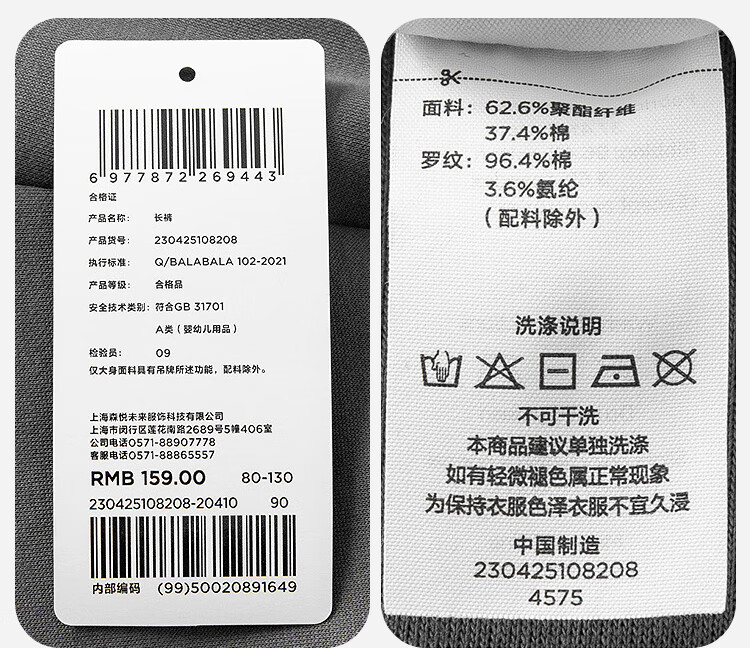 6 977872 269443
合格证
产品名称: 长裤
产品货号: 230425108208
执行标准: Q/BALABALA 102-2021
产品等级: 合格品
安全技术类别: 符合GB 31701
A类（婴幼儿用品）
检验员: 09
仅大身面料具有吊牌所述功能，配料除外。
上海森悦未来服饰科技有限公司
上海市闵行区莲花南路2689号5幢406室
公司电话0571-88907778
客服电话0571-88865557
RMB 159.00 80-130
230425108208-20410 90
内部编码 (99)50020891649
面料: 62.6%聚酯纤维
37.4%棉
罗纹: 96.4%棉
3.6%氨纶
（配料除外）
洗涤说明
不可干洗
本商品建议单独洗涤
如有轻微褪色属正常现象
为保持衣服色泽衣服不宜久浸
中国制造
230425108208
4575